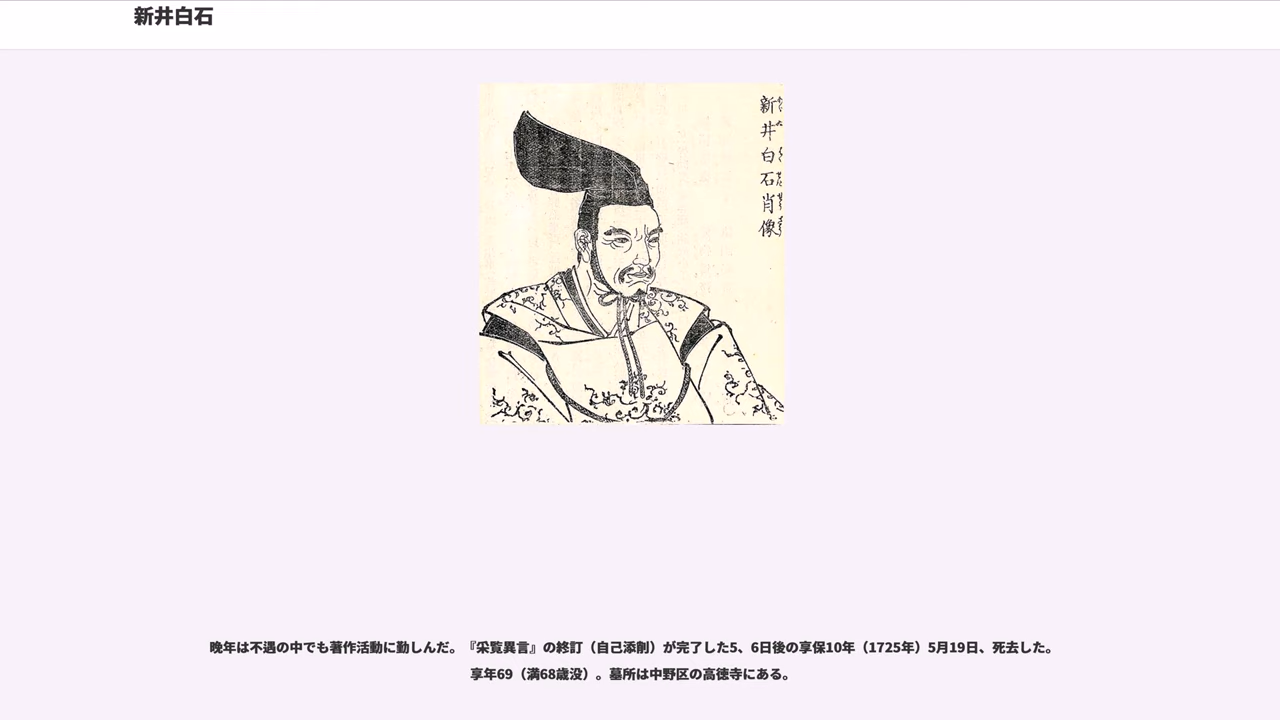 新井白石
新井白石肖像
晩年は不遇の中でも著作活動に勤しんだ。『采覧異言』の終訂（自己添削）が完了した5、6日後の享保10年（1725年）5月19日、死去した。
享年69（満68歳没）。墓所は中野区の高徳寺にある。